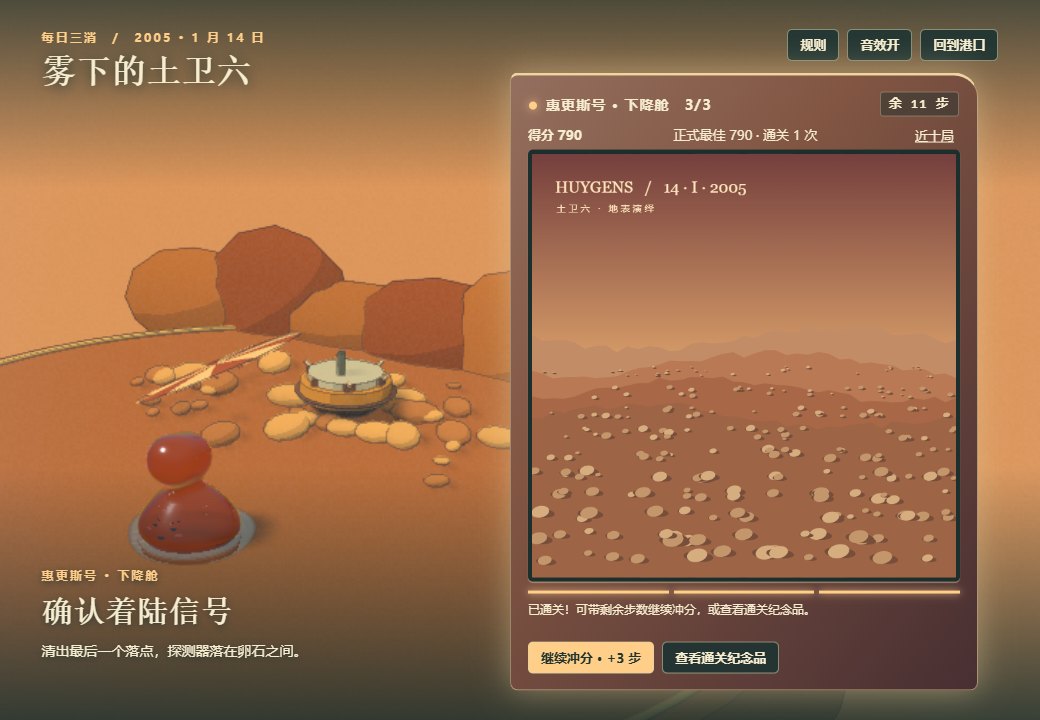 每日三消 / 2005 · 1 月 14 日
雾下的土卫六
规则
音效开
回到港口
惠更斯号 · 下降舱 3/3
余 11 步
得分 790
正式最佳 790 · 通关 1 次
近十局
HUYGENS / 14 · I · 2005
土卫六 · 地表演绎
惠更斯号 · 下降舱
确认着陆信号
清出最后一个落点，探测器落在卵石之间。
已通关！可带剩余步数继续冲分，或查看通关纪念品。
继续冲分 · +3 步
查看通关纪念品